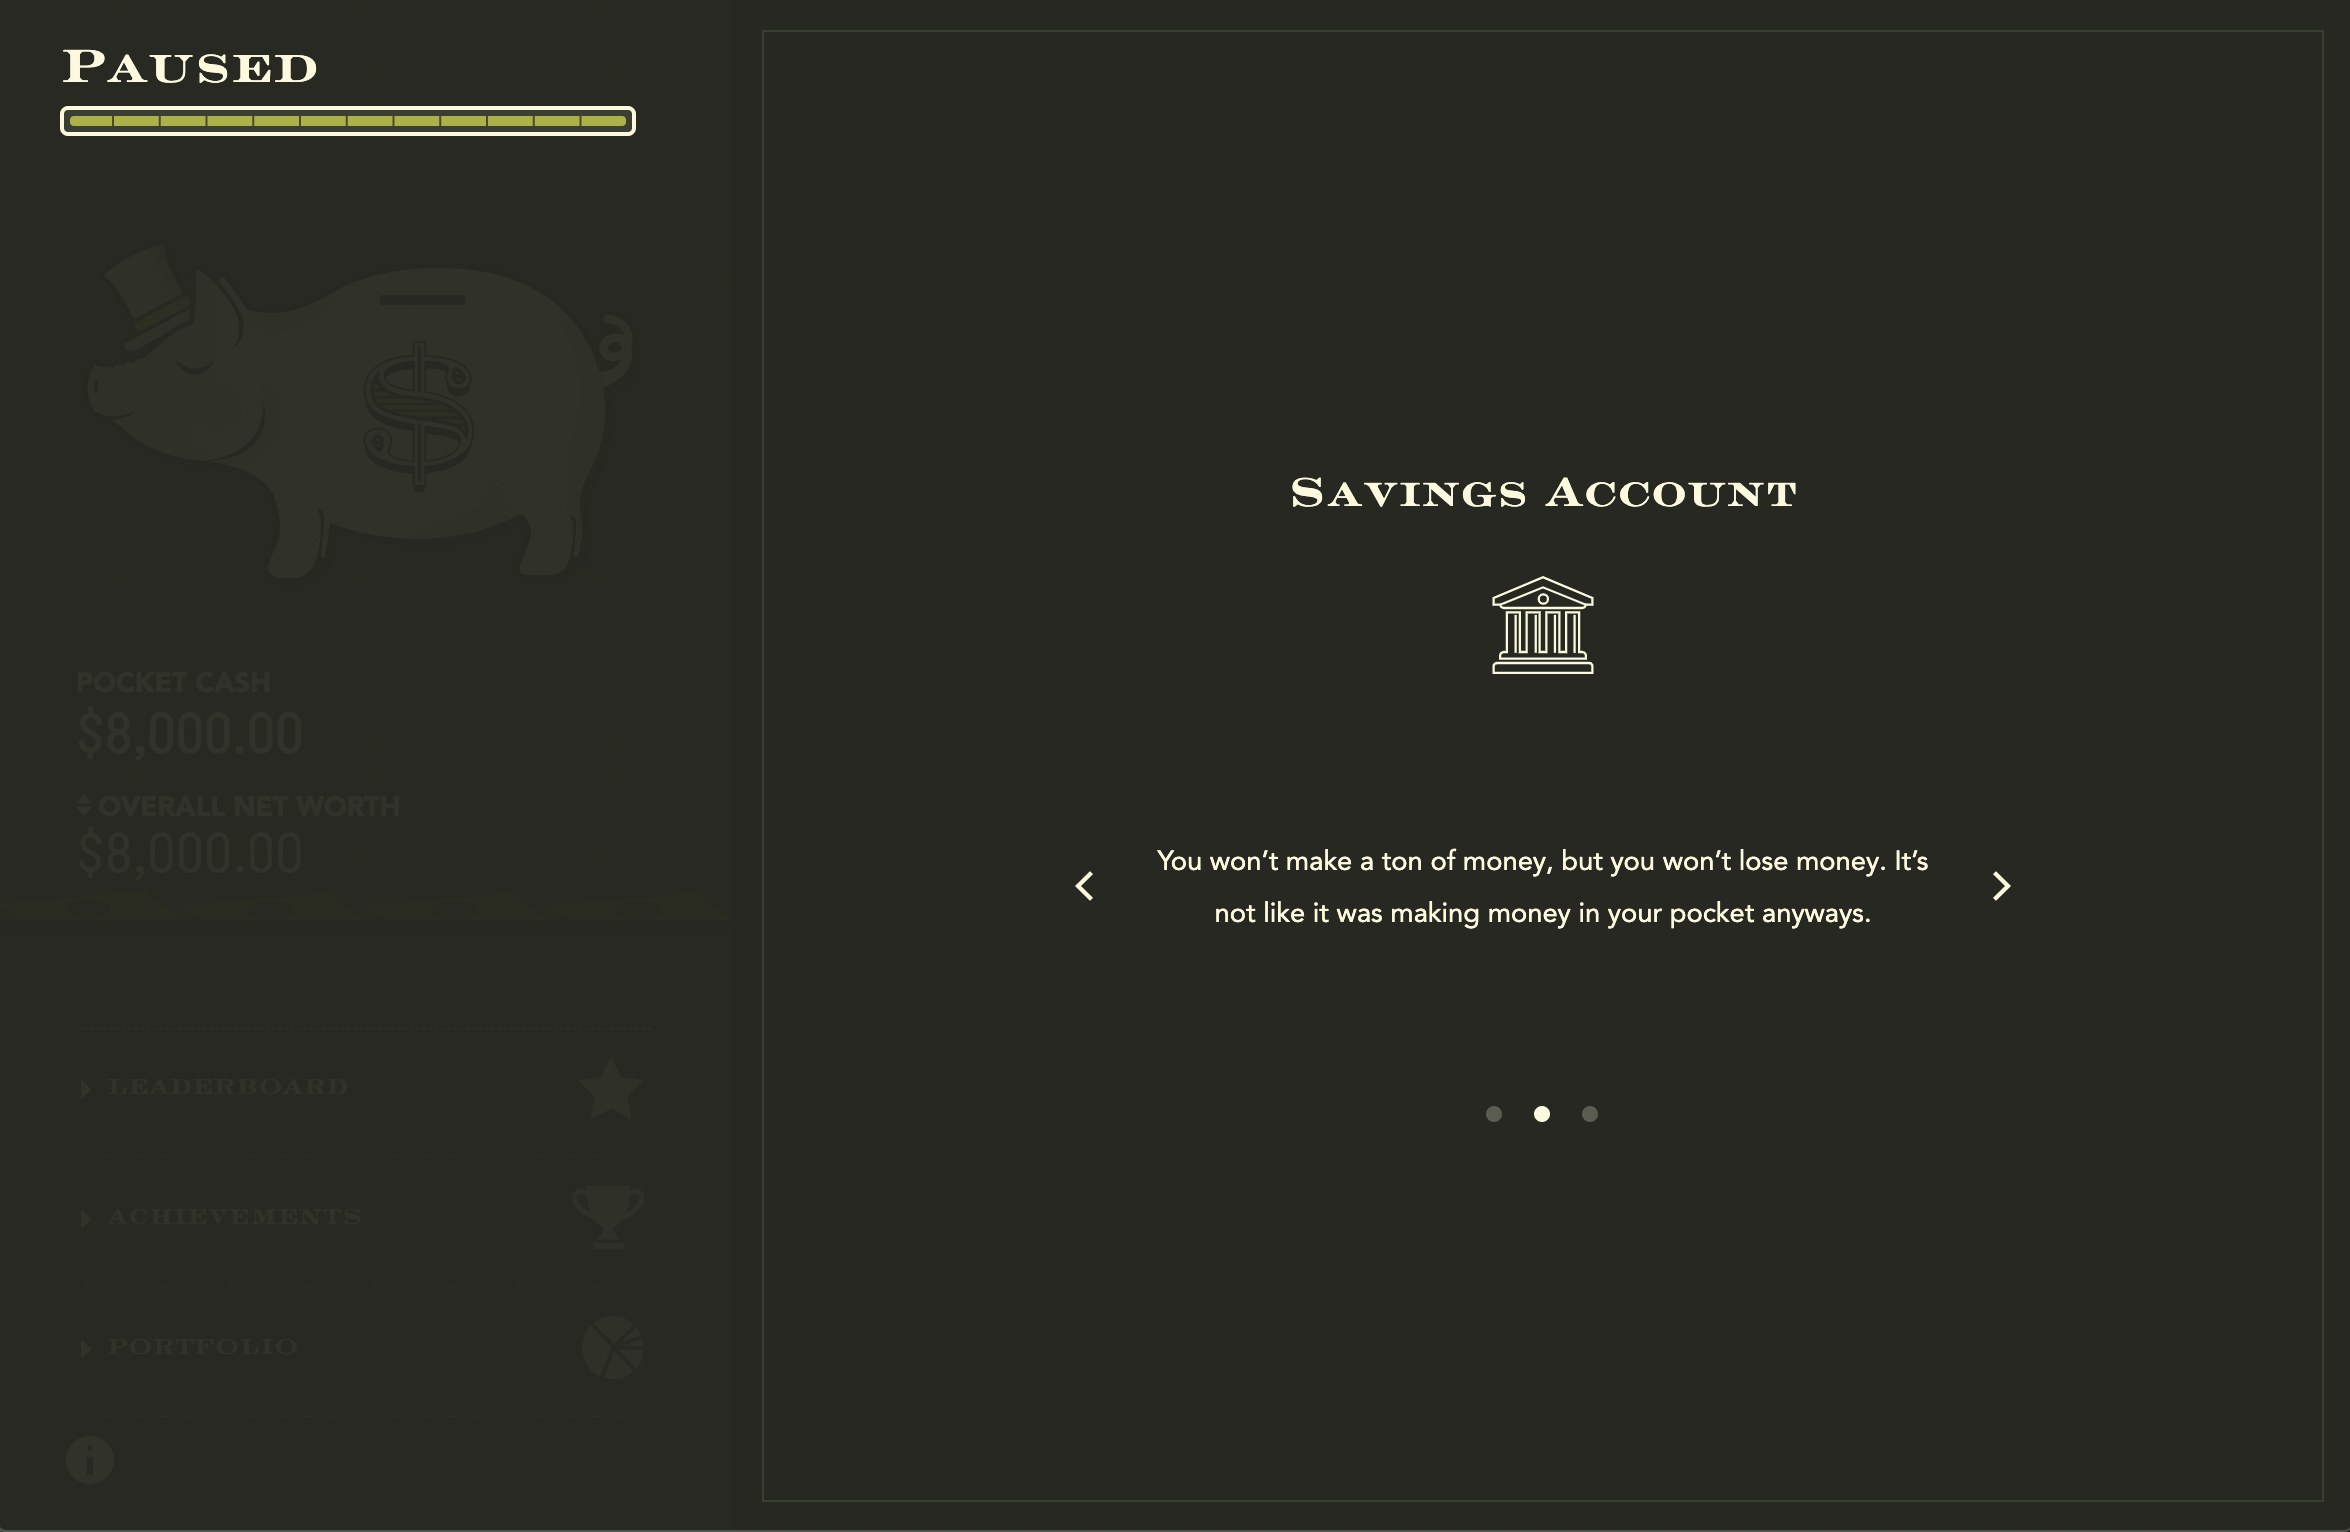 PAUSED
$
POCKET CASH
$8,000.00
OVERALL NET WORTH
$8,000.00
LEADERBOARD
ACHIEVEMENTS
PORTFOLIO
i
SAVINGS ACCOUNT
You won’t make a ton of money, but you won’t lose money. It’s
not like it was making money in your pocket anyways.